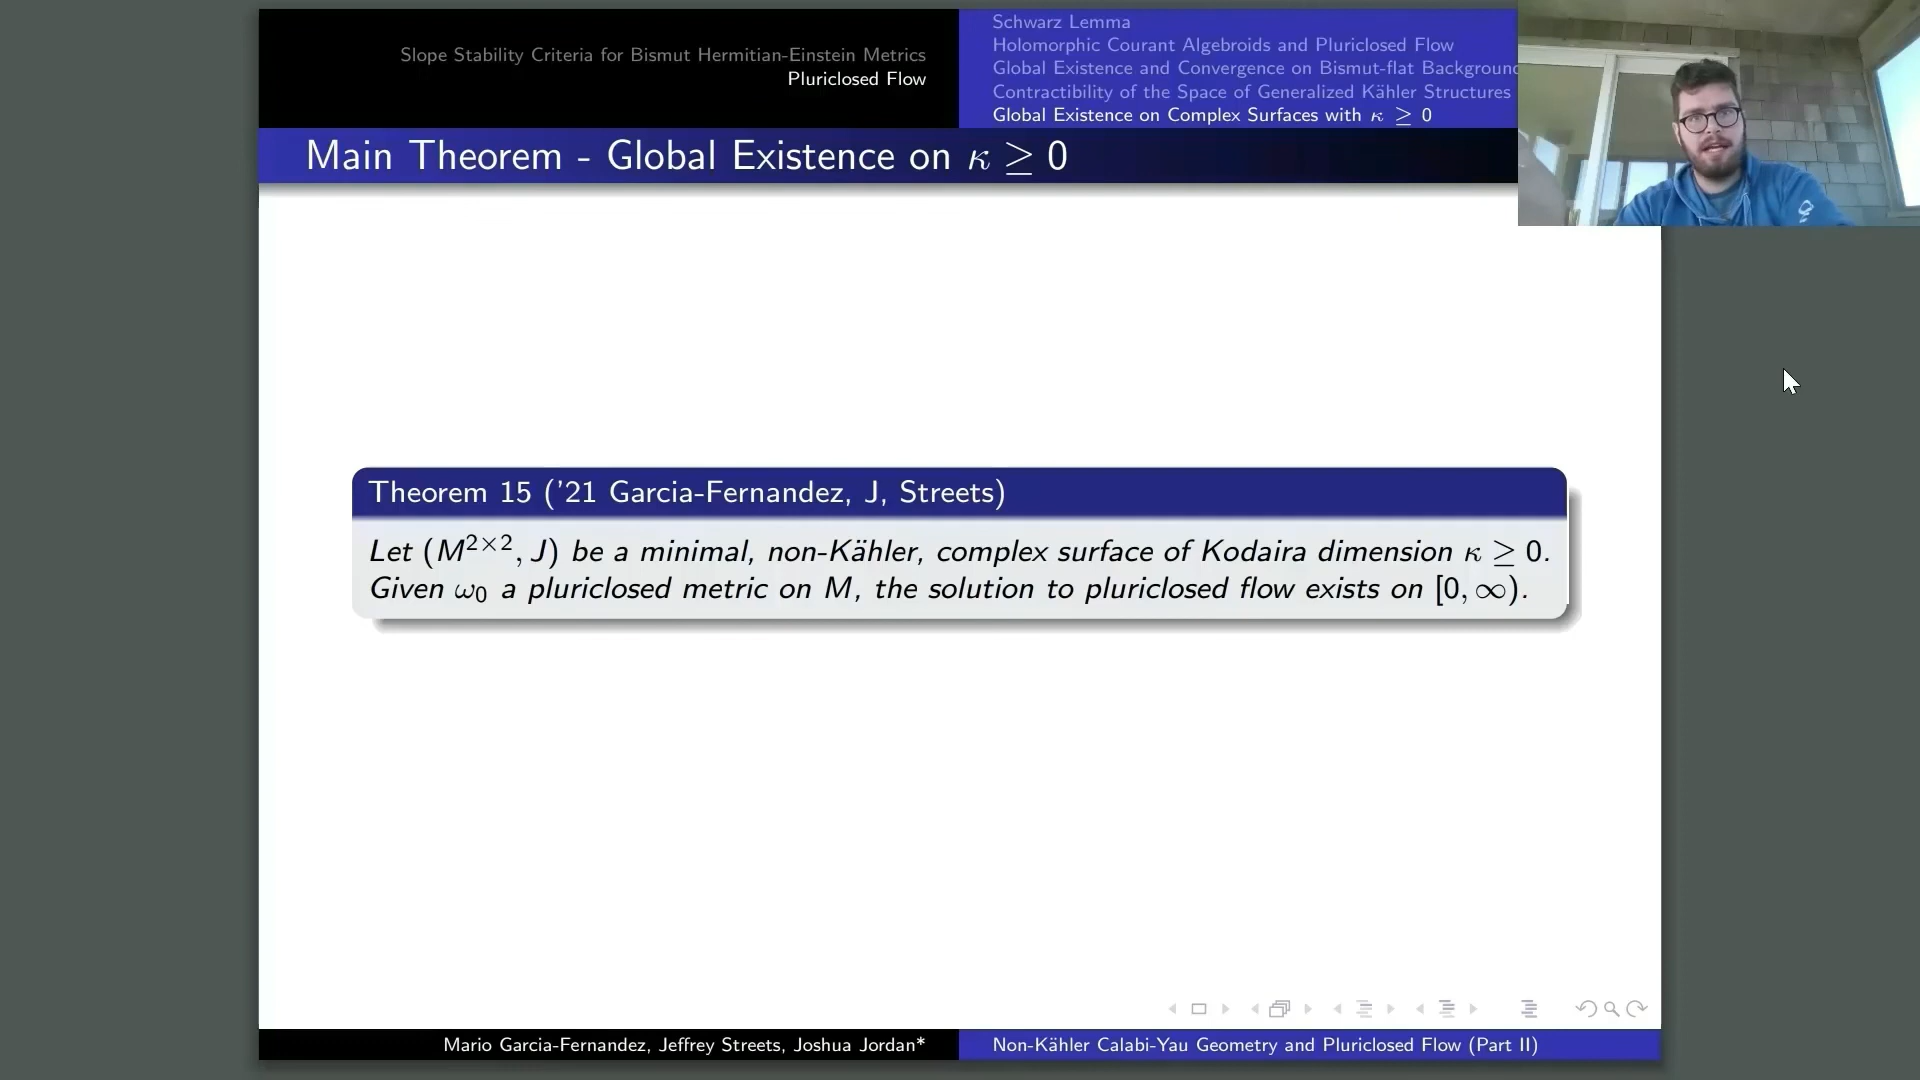 Slope Stability Criteria for Bismut Hermitian-Einstein Metrics
Pluriclosed Flow
Schwarz Lemma
Holomorphic Courant Algebroids and Pluriclosed Flow
Global Existence and Convergence on Bismut-flat Background
Contractibility of the Space of Generalized Kähler Structures
Global Existence on Complex Surfaces with κ ≥ 0
Main Theorem - Global Existence on κ ≥ 0
Theorem 15 ('21 Garcia-Fernandez, J, Streets)
Let (M^{2×2}, J) be a minimal, non-Kähler, complex surface of Kodaira dimension κ ≥ 0.
Given ω₀ a pluriclosed metric on M, the solution to pluriclosed flow exists on [0, ∞).
Mario Garcia-Fernandez, Jeffrey Streets, Joshua Jordan*
Non-Kähler Calabi-Yau Geometry and Pluriclosed Flow (Part II)